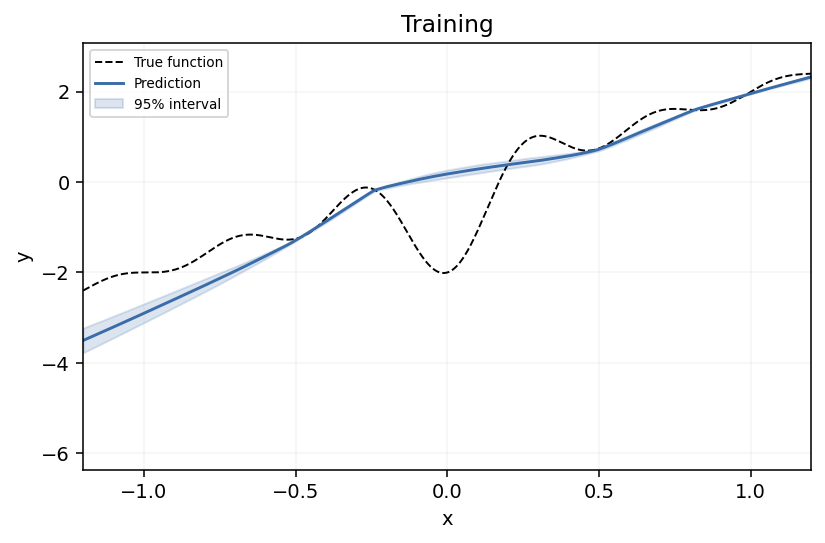 Training
True function
Prediction
95% interval
y
2
0
−2
−4
−6
−1.0 −0.5 0.0 0.5 1.0
x